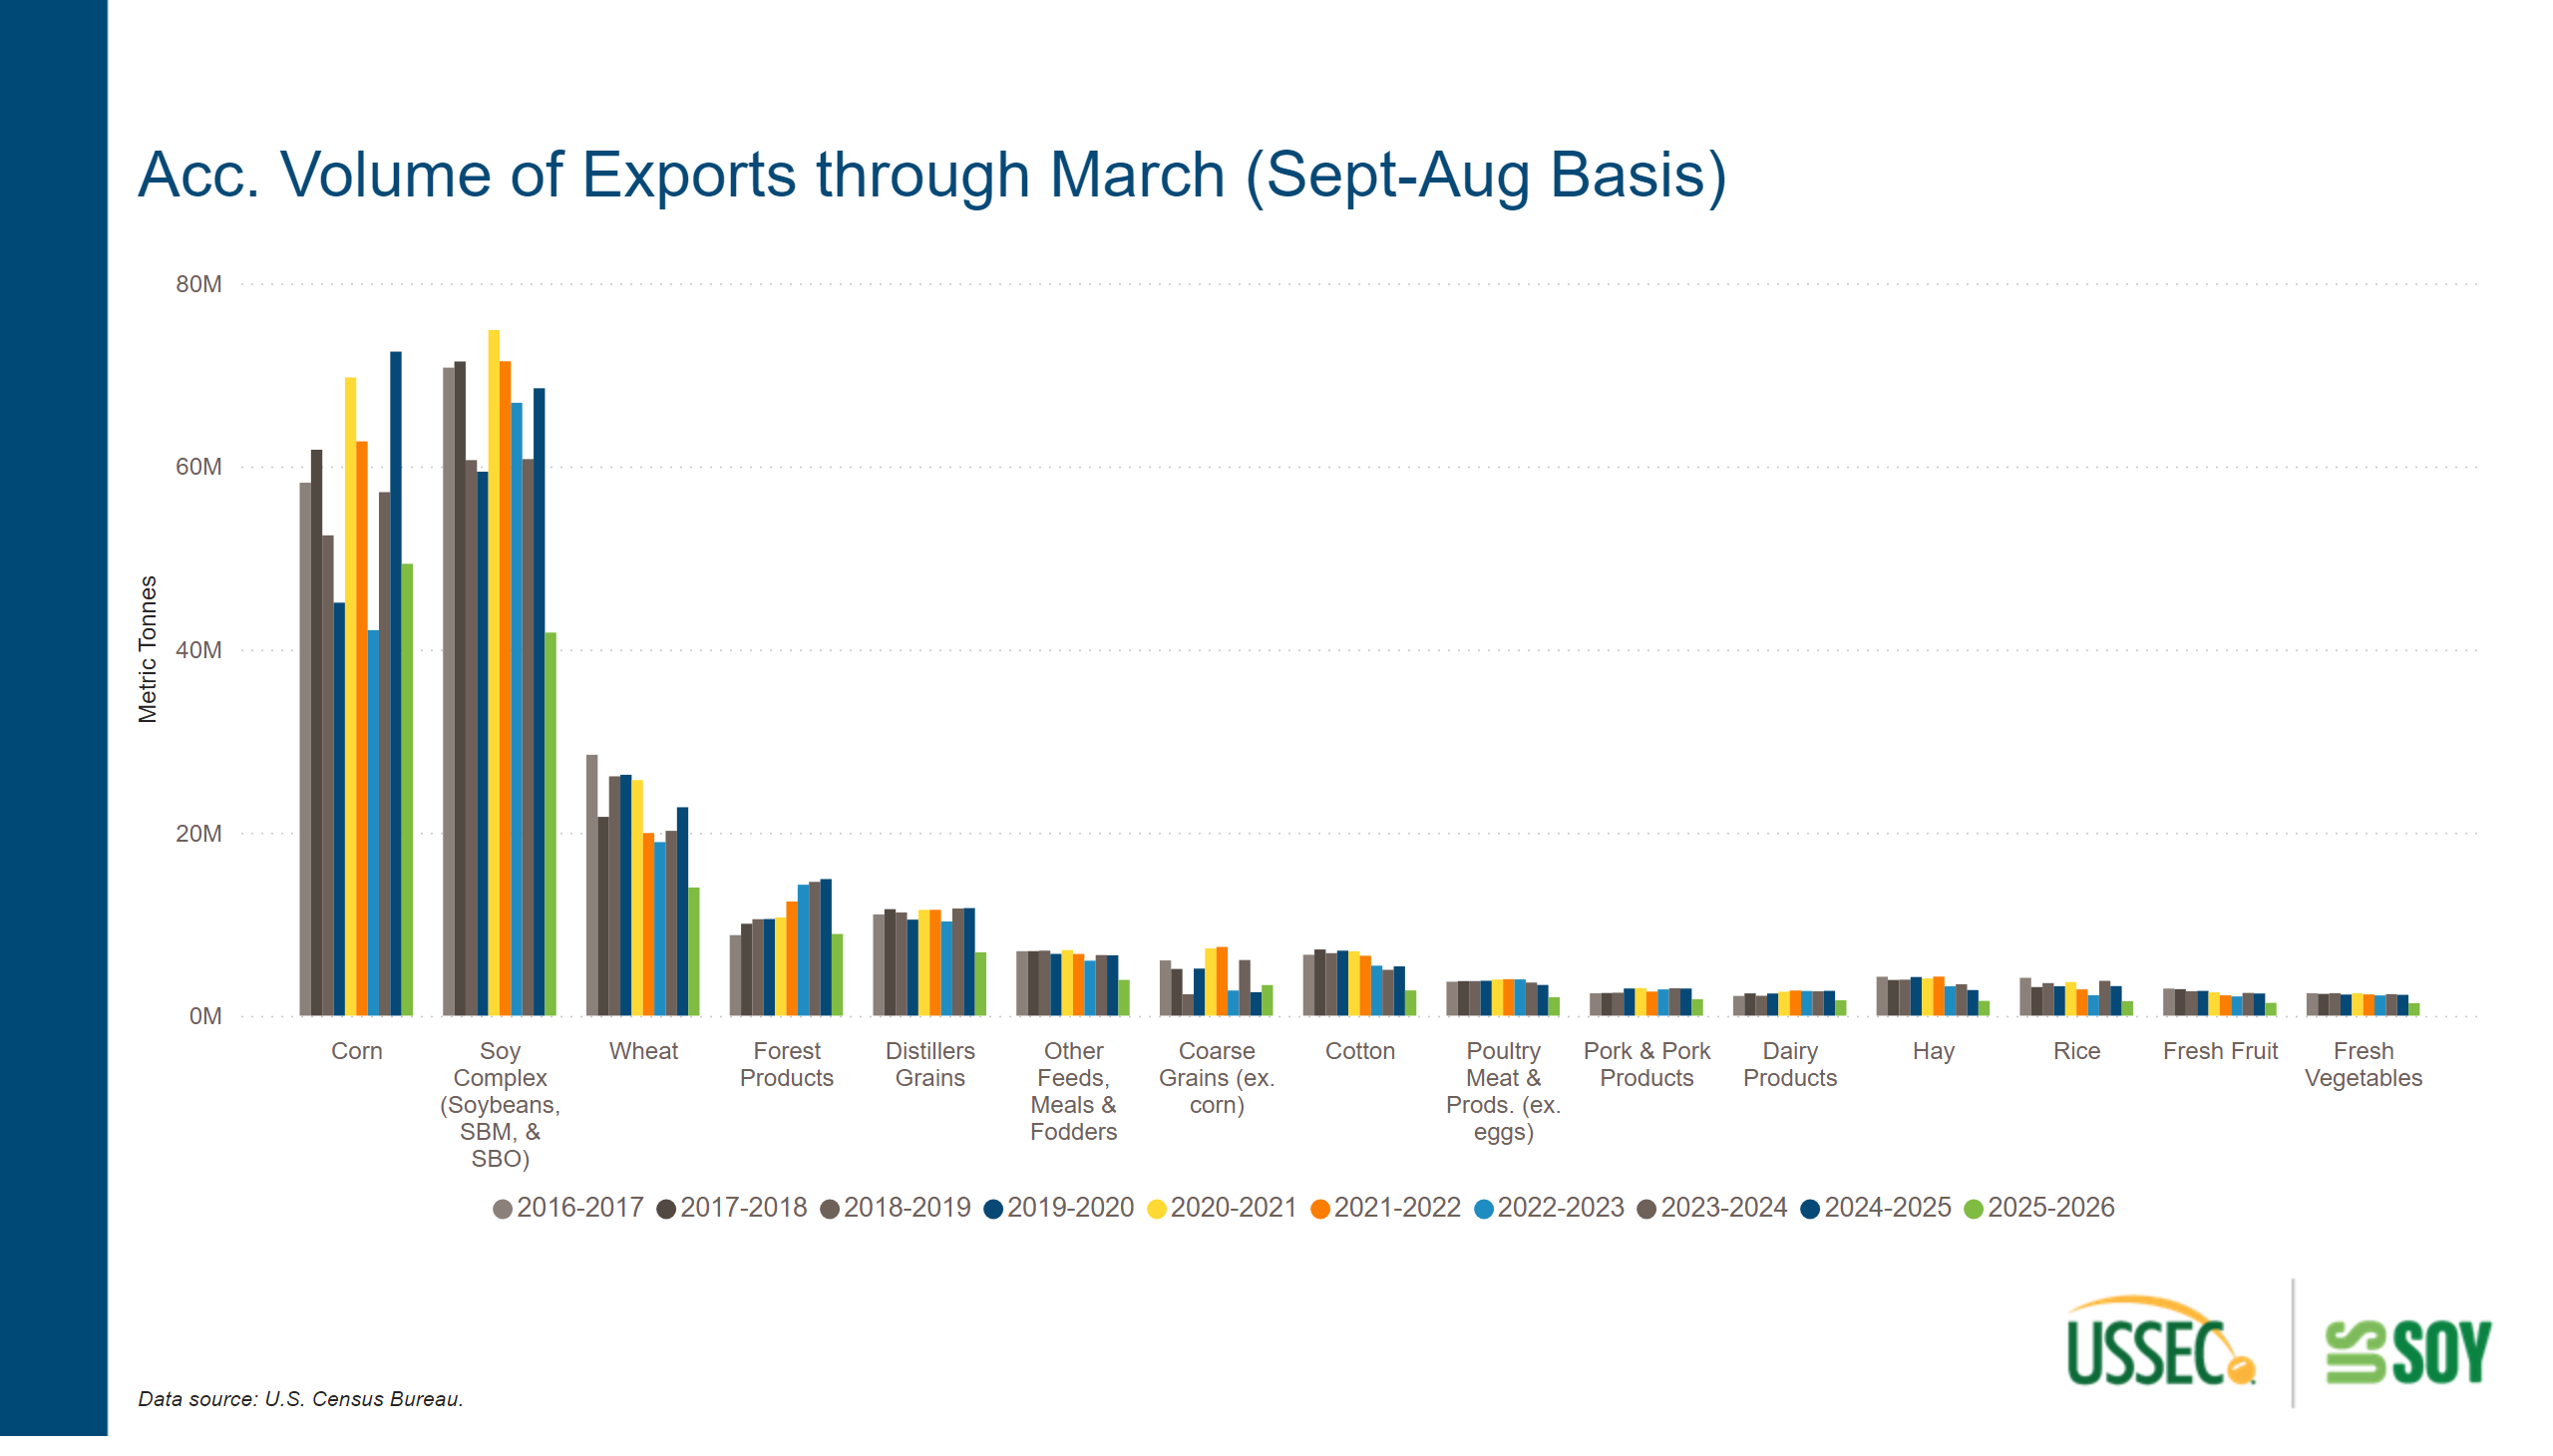 Acc. Volume of Exports through March (Sept-Aug Basis)
80M
60M
40M
20M
0M
Metric Tonnes
Corn
Soy
Complex
(Soybeans,
SBM, &
SBO)
Wheat
Forest
Products
Distillers
Grains
Other
Feeds,
Meals &
Fodders
Coarse
Grains (ex.
corn)
Cotton
Poultry
Meat &
Prods. (ex.
eggs)
Pork & Pork
Products
Dairy
Products
Hay
Rice
Fresh Fruit
Fresh
Vegetables
2016-2017 2017-2018 2018-2019 2019-2020 2020-2021 2021-2022 2022-2023 2023-2024 2024-2025 2025-2026
USSEC
US SOY
Data source: U.S. Census Bureau.